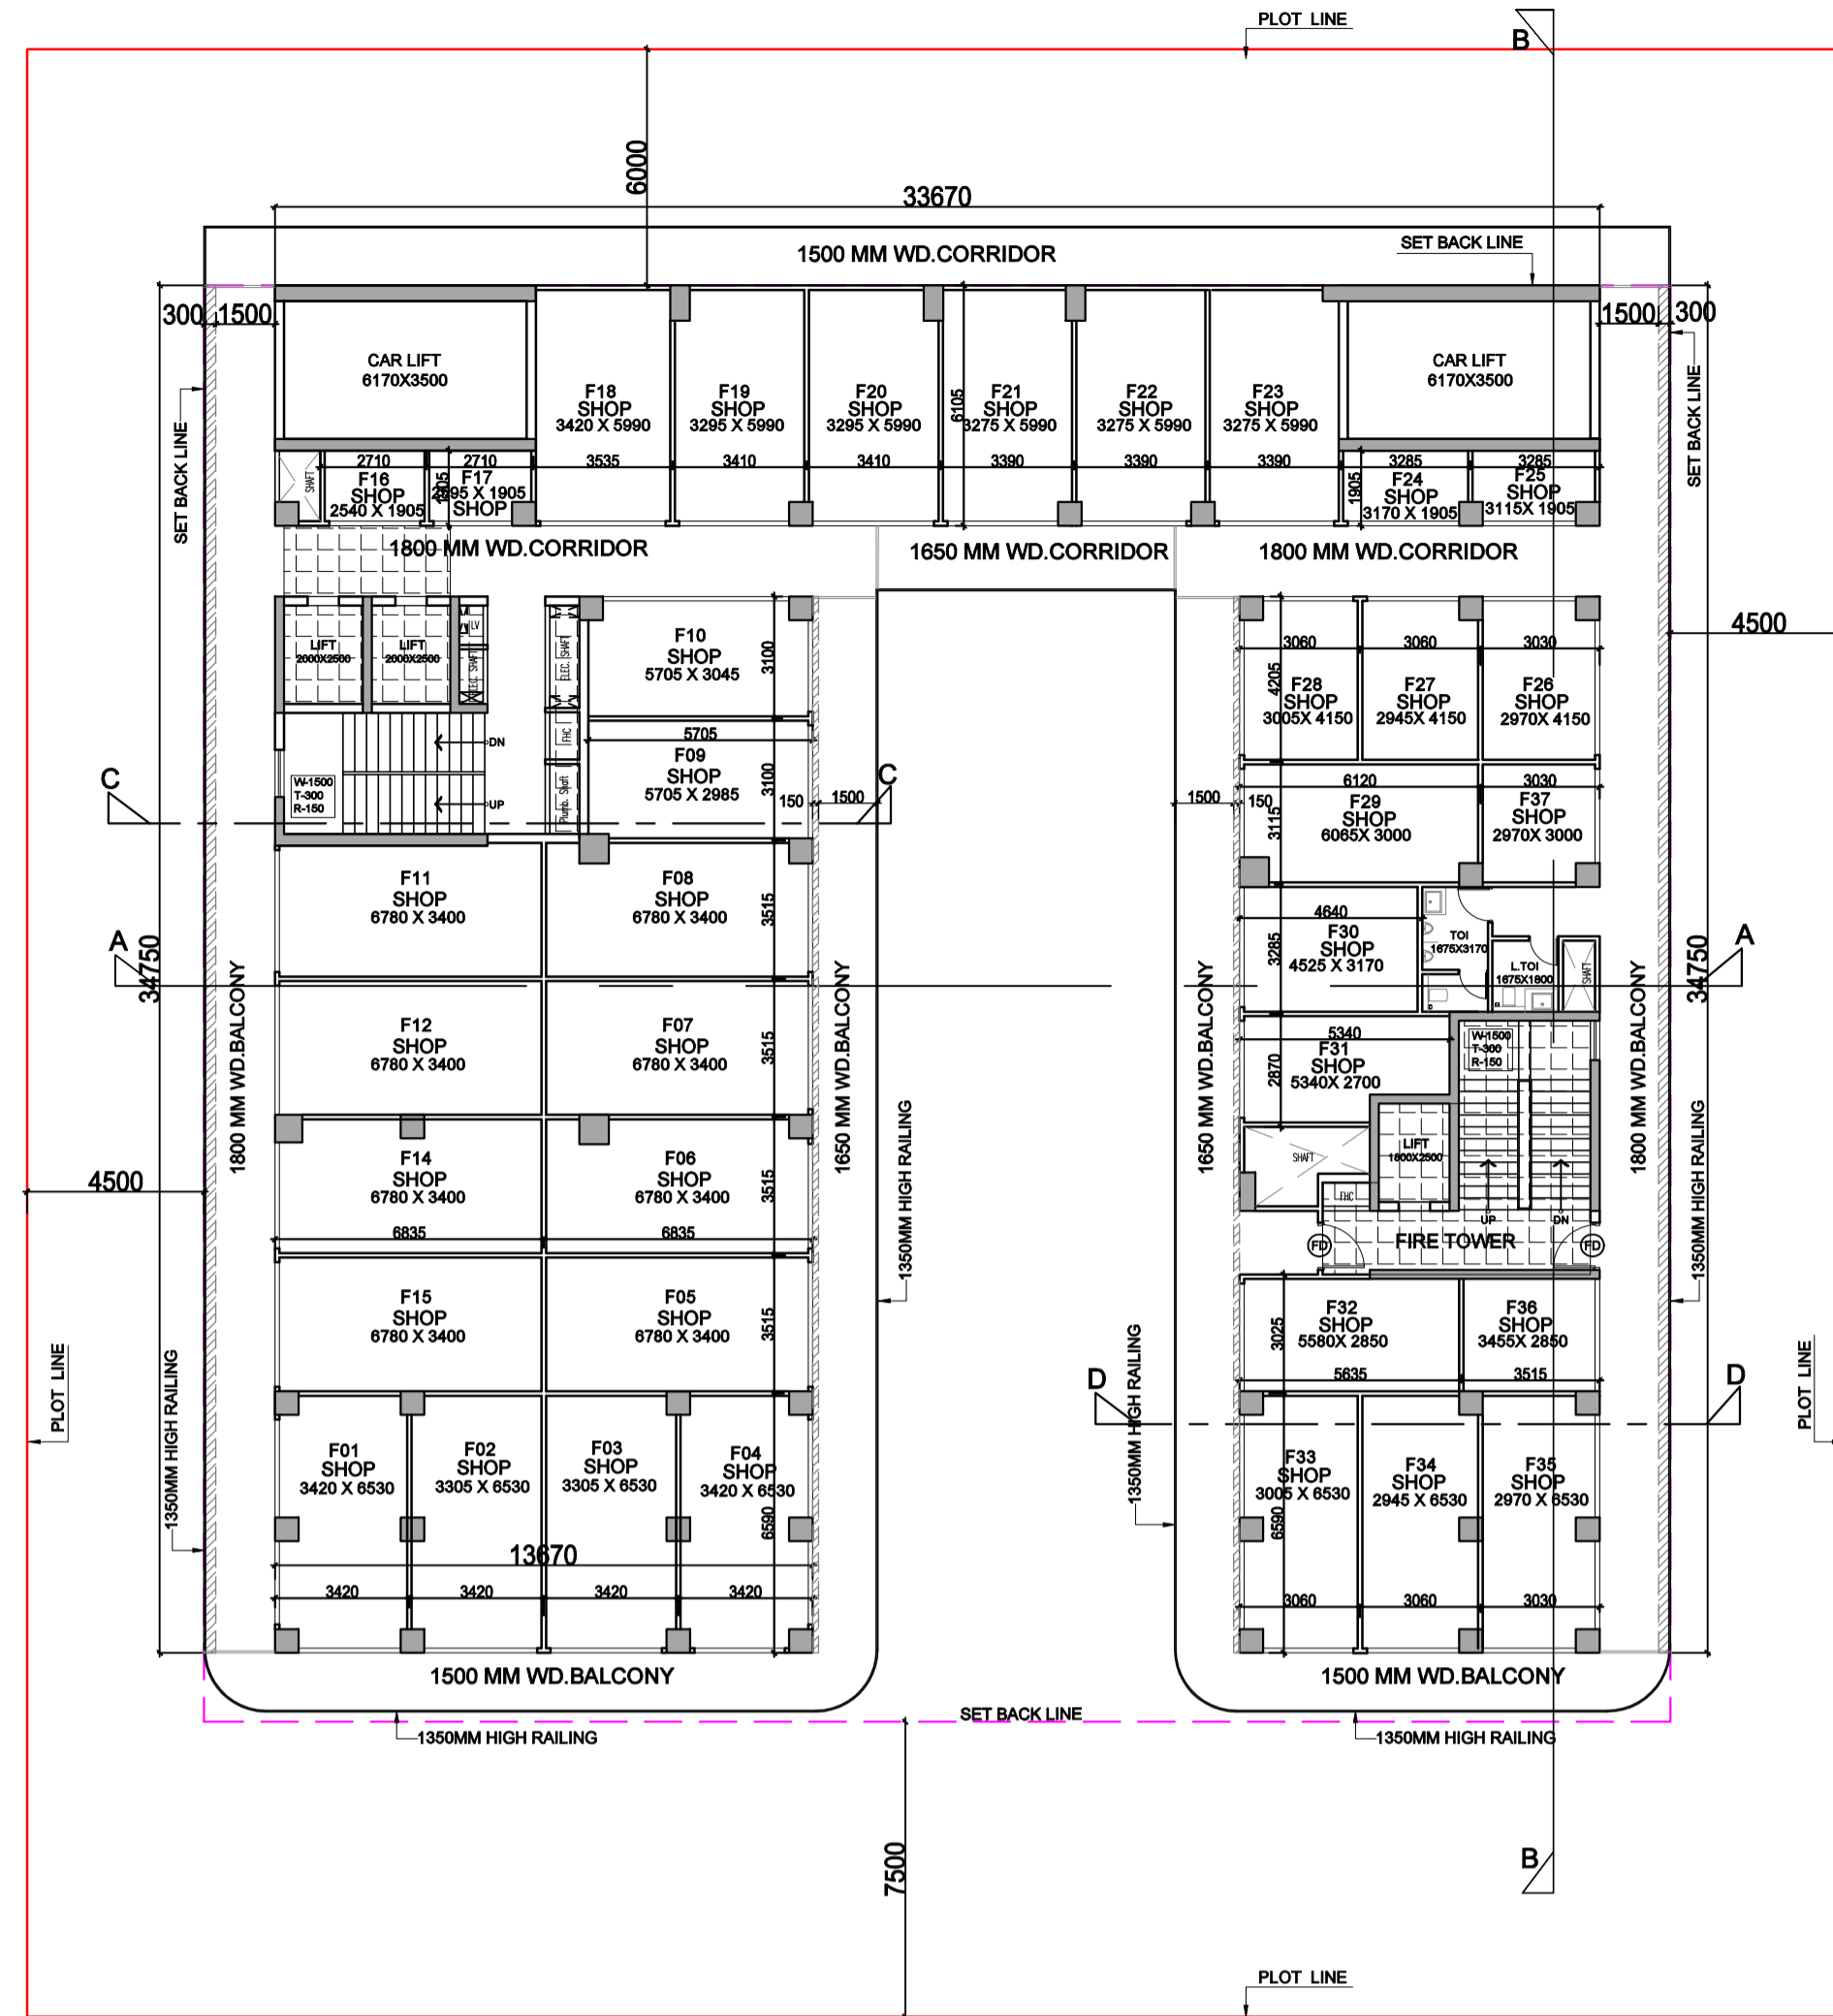 PLOT LINE
B
6000
33670
1500 MM WD.CORRIDOR
SET BACK LINE
300
1500
1500
300
CAR LIFT
6170X3500
F18
SHOP
3420 X 5990
F19
SHOP
3295 X 5990
F20
SHOP
3295 X 5990
6105
F21
SHOP
3275 X 5990
F22
SHOP
3275 X 5990
F23
SHOP
3275 X 5990
CAR LIFT
6170X3500
SET BACK LINE
SET BACK LINE
2710
2710
3535
3410
3410
3390
3390
3390
3285
3285
SHAFT
F16
SHOP
2540 X 1905
1905
F17
2595 X 1905
SHOP
1905
F24
SHOP
3170 X 1905
F25
SHOP
3115X 1905
1800 MM WD.CORRIDOR
1650 MM WD.CORRIDOR
1800 MM WD.CORRIDOR
LIFT
2000X2500
LIFT
2000X2500
LV
ELEC. SHAFT
ELEC. SHAFT
FHC
Plumb. Shaft
F10
SHOP
5705 X 3045
3100
5705
F09
SHOP
5705 X 2985
3100
150
1500
DN
UP
W-1500
T-300
R-150
C
C
4500
3060
3060
3030
4205
F28
SHOP
3005X 4150
F27
SHOP
2945X 4150
F26
SHOP
2970X 4150
6120
3030
1500
150
3115
F29
SHOP
6065X 3000
F37
SHOP
2970X 3000
F11
SHOP
6780 X 3400
F08
SHOP
6780 X 3400
3515
A
A
34750
34750
4640
3285
F30
SHOP
4525 X 3170
TOI
1675X3170
L.TOI
1675X1800
SHAFT
1800 MM WD.BALCONY
1650 MM WD.BALCONY
1650 MM WD.BALCONY
1800 MM WD.BALCONY
F12
SHOP
6780 X 3400
F07
SHOP
6780 X 3400
3515
5340
2870
F31
SHOP
5340X 2700
W-1500
T-300
R-150
4500
F14
SHOP
6780 X 3400
F06
SHOP
6780 X 3400
3515
6835
6835
1350MM HIGH RAILING
SHAFT
LIFT
1800X2500
FHC
UP
DN
FD
FIRE TOWER
FD
1350MM HIGH RAILING
F15
SHOP
6780 X 3400
F05
SHOP
6780 X 3400
3515
3025
F32
SHOP
5580X 2850
F36
SHOP
3455X 2850
5635
3515
PLOT LINE
1350MM HIGH RAILING
1350MM HIGH RAILING
D
D
PLOT LINE
F01
SHOP
3420 X 6530
F02
SHOP
3305 X 6530
F03
SHOP
3305 X 6530
F04
SHOP
3420 X 6530
6590
F33
SHOP
3005 X 6530
6590
F34
SHOP
2945 X 6530
F35
SHOP
2970 X 6530
13670
3420
3420
3420
3420
3060
3060
3030
1500 MM WD.BALCONY
1500 MM WD.BALCONY
SET BACK LINE
1350MM HIGH RAILING
1350MM HIGH RAILING
7500
B
PLOT LINE